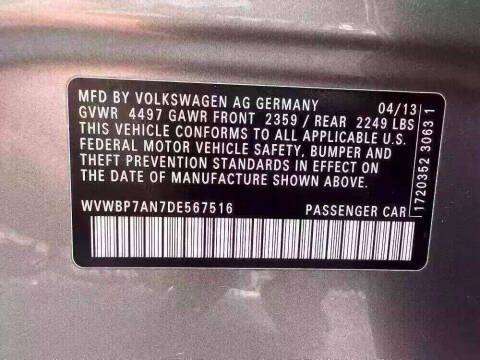 MFD BY VOLKSWAGEN AG GERMANY 04/13
GVWR 4497 GAWR FRONT 2359 / REAR 2249 LBS
THIS VEHICLE CONFORMS TO ALL APPLICABLE U.S.
FEDERAL MOTOR VEHICLE SAFETY, BUMPER AND
THEFT PREVENTION STANDARDS IN EFFECT ON
THE DATE OF MANUFACTURE SHOWN ABOVE.
WVWBP7AN7DE567516 PASSENGER CAR
1720352 3063 1